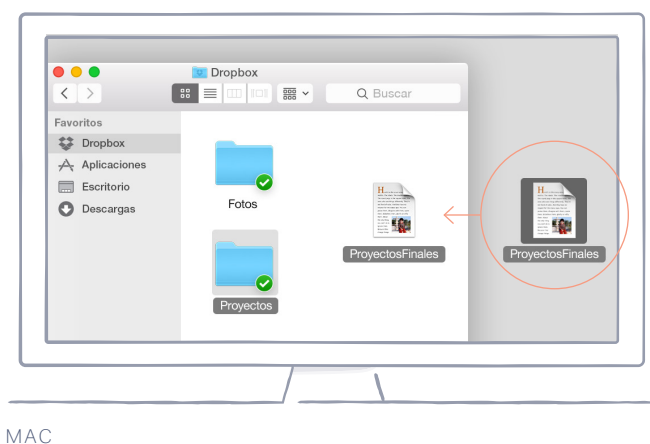 Dropbox
Buscar
Favoritos
Dropbox
Aplicaciones
Escritorio
Descargas
Fotos
ProyectosFinales
ProyectosFinales
Proyectos
MAC